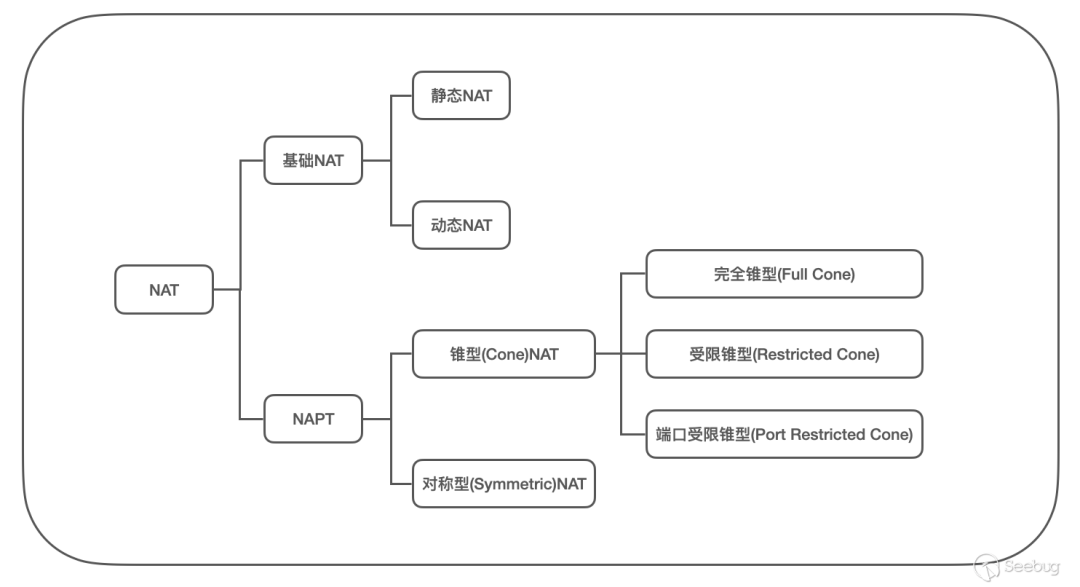 静态NAT
基础NAT
动态NAT
NAT
完全锥型(Full Cone)
锥型(Cone)NAT
受限锥型(Restricted Cone)
NAPT
端口受限锥型(Port Restricted Cone)
对称型(Symmetric)NAT
Seebug